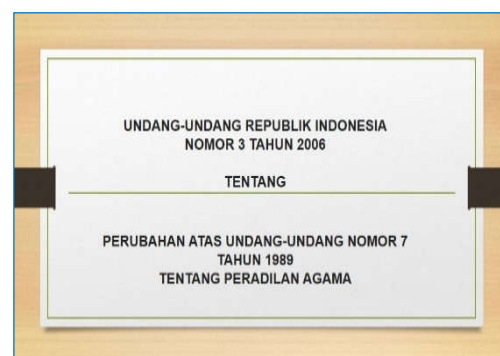 UNDANG-UNDANG REPUBLIK INDONESIA
NOMOR 3 TAHUN 2006
TENTANG
PERUBAHAN ATAS UNDANG-UNDANG NOMOR 7
TAHUN 1989
TENTANG PERADILAN AGAMA